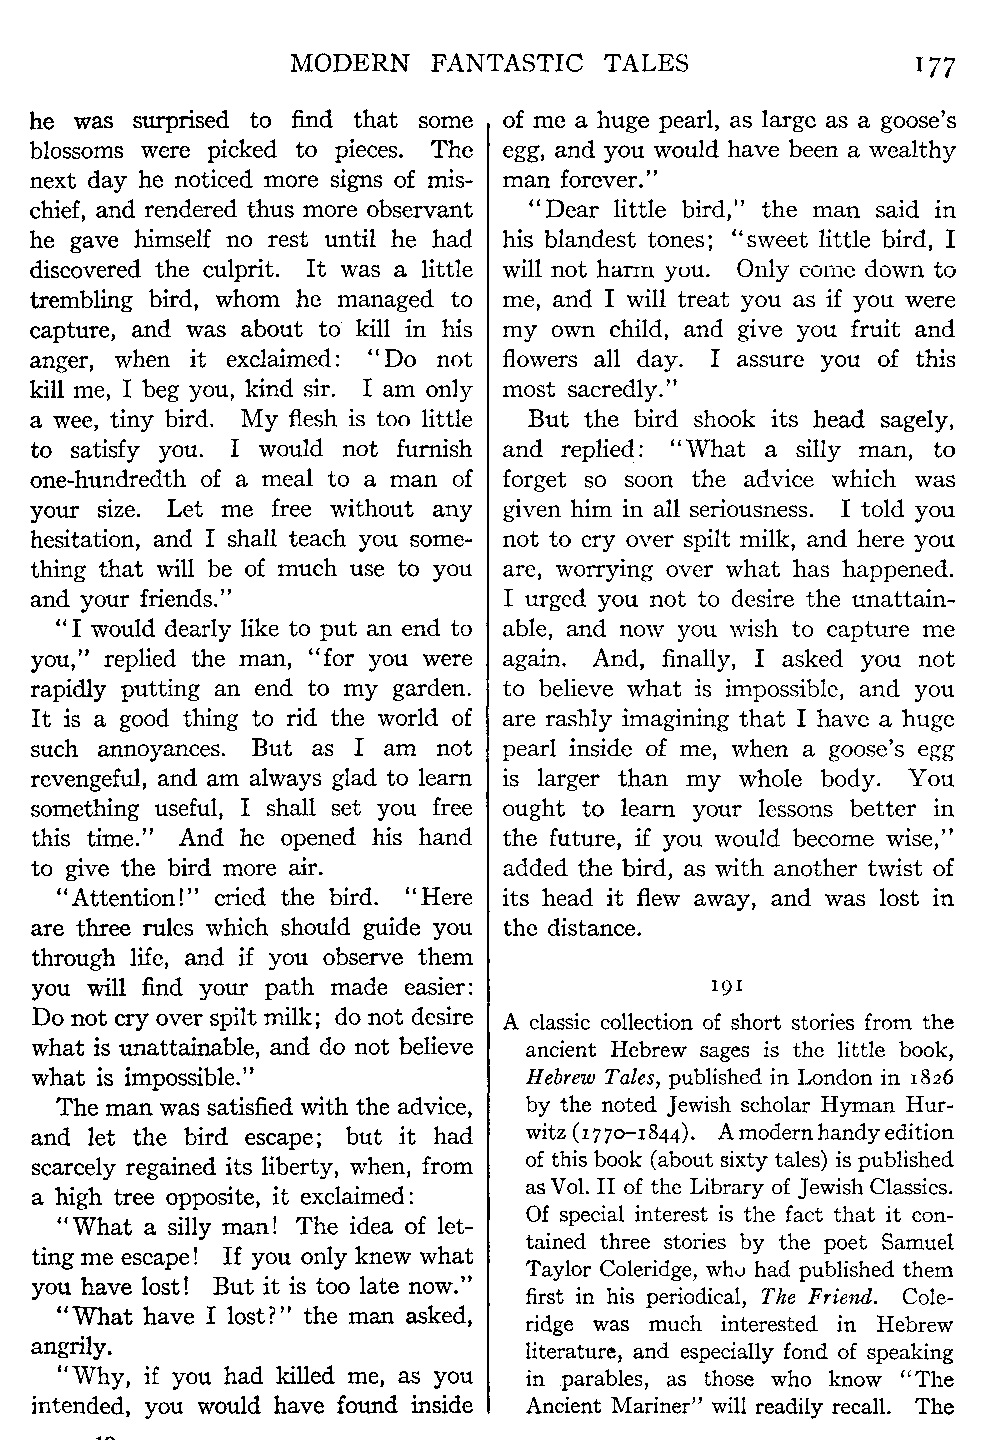 MODERN FANTASTIC TALES 177
he was surprised to find that some
blossoms were picked to pieces. The
next day he noticed more signs of mis-
chief, and rendered thus more observant
he gave himself no rest until he had
discovered the culprit. It was a little
trembling bird, whom he managed to
capture, and was about to kill in his
anger, when it exclaimed: "Do not
kill me, I beg you, kind sir. I am only
a wee, tiny bird. My flesh is too little
to satisfy you. I would not furnish
one-hundredth of a meal to a man of
your size. Let me free without any
hesitation, and I shall teach you some-
thing that will be of much use to you
and your friends."
"I would dearly like to put an end to
you," replied the man, "for you were
rapidly putting an end to my garden.
It is a good thing to rid the world of
such annoyances. But as I am not
revengeful, and am always glad to learn
something useful, I shall set you free
this time." And he opened his hand
to give the bird more air.
"Attention!" cried the bird. "Here
are three rules which should guide you
through life, and if you observe them
you will find your path made easier:
Do not cry over spilt milk; do not desire
what is unattainable, and do not believe
what is impossible."
The man was satisfied with the advice,
and let the bird escape; but it had
scarcely regained its liberty, when, from
a high tree opposite, it exclaimed:
"What a silly man! The idea of let-
ting me escape! If you only knew what
you have lost! But it is too late now."
"What have I lost?" the man asked,
angrily.
"Why, if you had killed me, as you
intended, you would have found inside
of me a huge pearl, as large as a goose's
egg, and you would have been a wealthy
man forever."
"Dear little bird," the man said in
his blandest tones; "sweet little bird, I
will not harm you. Only come down to
me, and I will treat you as if you were
my own child, and give you fruit and
flowers all day. I assure you of this
most sacredly."
But the bird shook its head sagely,
and replied: "What a silly man, to
forget so soon the advice which was
given him in all seriousness. I told you
not to cry over spilt milk, and here you
are, worrying over what has happened.
I urged you not to desire the unattain-
able, and now you wish to capture me
again. And, finally, I asked you not
to believe what is impossible, and you
are rashly imagining that I have a huge
pearl inside of me, when a goose's egg
is larger than my whole body. You
ought to learn your lessons better in
the future, if you would become wise,"
added the bird, as with another twist of
its head it flew away, and was lost in
the distance.
191
A classic collection of short stories from the
ancient Hebrew sages is the little book,
Hebrew Tales, published in London in 1826
by the noted Jewish scholar Hyman Hur-
witz (1770–1844). A modern handy edition
of this book (about sixty tales) is published
as Vol. II of the Library of Jewish Classics.
Of special interest is the fact that it con-
tained three stories by the poet Samuel
Taylor Coleridge, who had published them
first in his periodical, The Friend. Cole-
ridge was much interested in Hebrew
literature, and especially fond of speaking
in parables, as those who know "The
Ancient Mariner" will readily recall. The